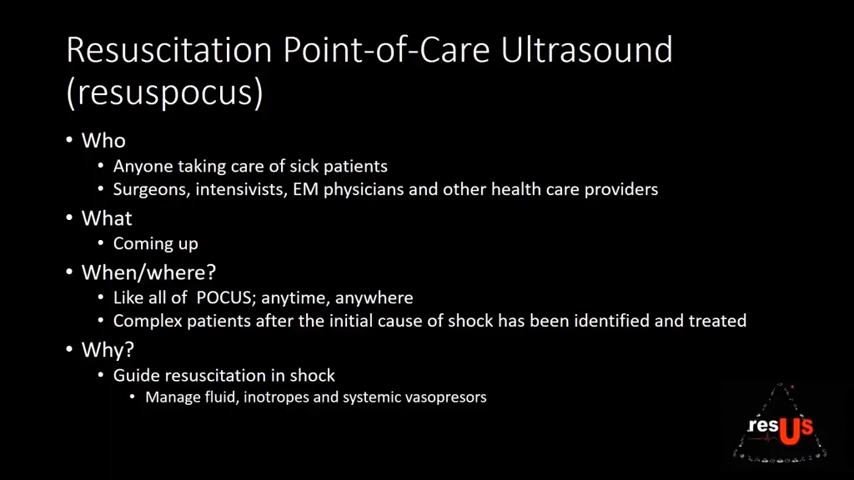 Resuscitation Point-of-Care Ultrasound
(resuspocus)
• Who
• Anyone taking care of sick patients
• Surgeons, intensivists, EM physicians and other health care providers
• What
• Coming up
• When/where?
• Like all of POCUS; anytime, anywhere
• Complex patients after the initial cause of shock has been identified and treated
• Why?
• Guide resuscitation in shock
• Manage fluid, inotropes and systemic vasopresors
resUs